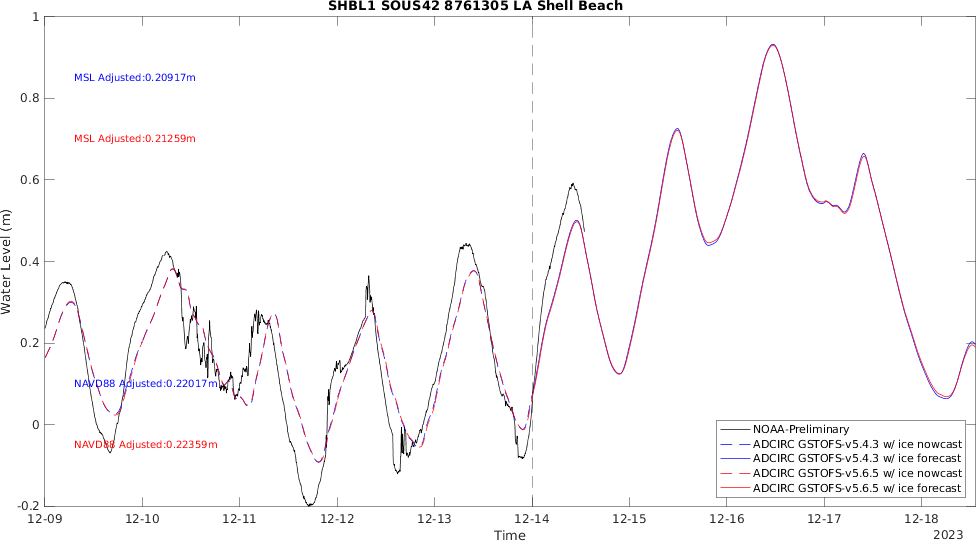 SHBL1 SOUS42 8761305 LA Shell Beach
1
0.8
0.6
0.4
0.2
0
-0.2
Water Level (m)
MSL Adjusted:0.20917m
MSL Adjusted:0.21259m
NAVD88 Adjusted:0.22017m
NAVD88 Adjusted:0.22359m
NOAA-Preliminary
ADCIRC GSTOFS-v5.4.3 w/ ice nowcast
ADCIRC GSTOFS-v5.4.3 w/ ice forecast
ADCIRC GSTOFS-v5.6.5 w/ ice nowcast
ADCIRC GSTOFS-v5.6.5 w/ ice forecast
12-09 12-10 12-11 12-12 12-13 12-14 12-15 12-16 12-17 12-18
Time
2023